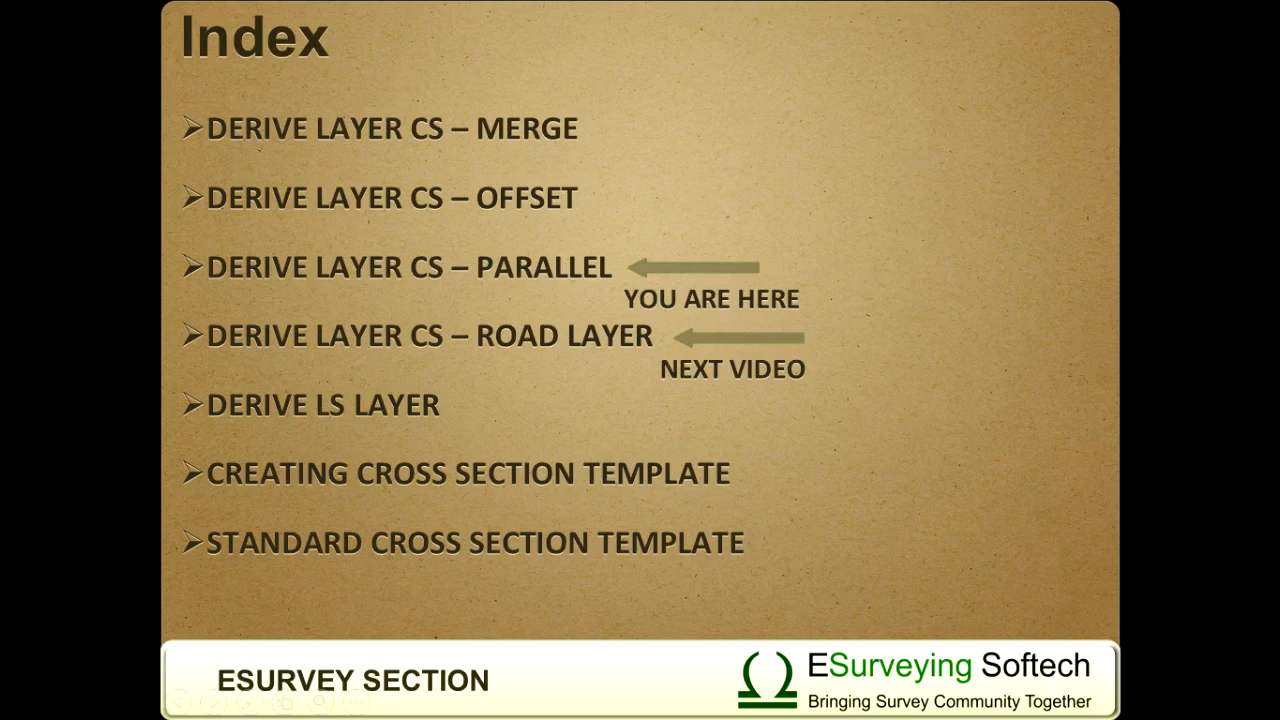 Index
DERIVE LAYER CS – MERGE
DERIVE LAYER CS – OFFSET
DERIVE LAYER CS – PARALLEL
YOU ARE HERE
DERIVE LAYER CS – ROAD LAYER
NEXT VIDEO
DERIVE LS LAYER
CREATING CROSS SECTION TEMPLATE
STANDARD CROSS SECTION TEMPLATE
ESURVEY SECTION
ESurveying Softech
Bringing Survey Community Together